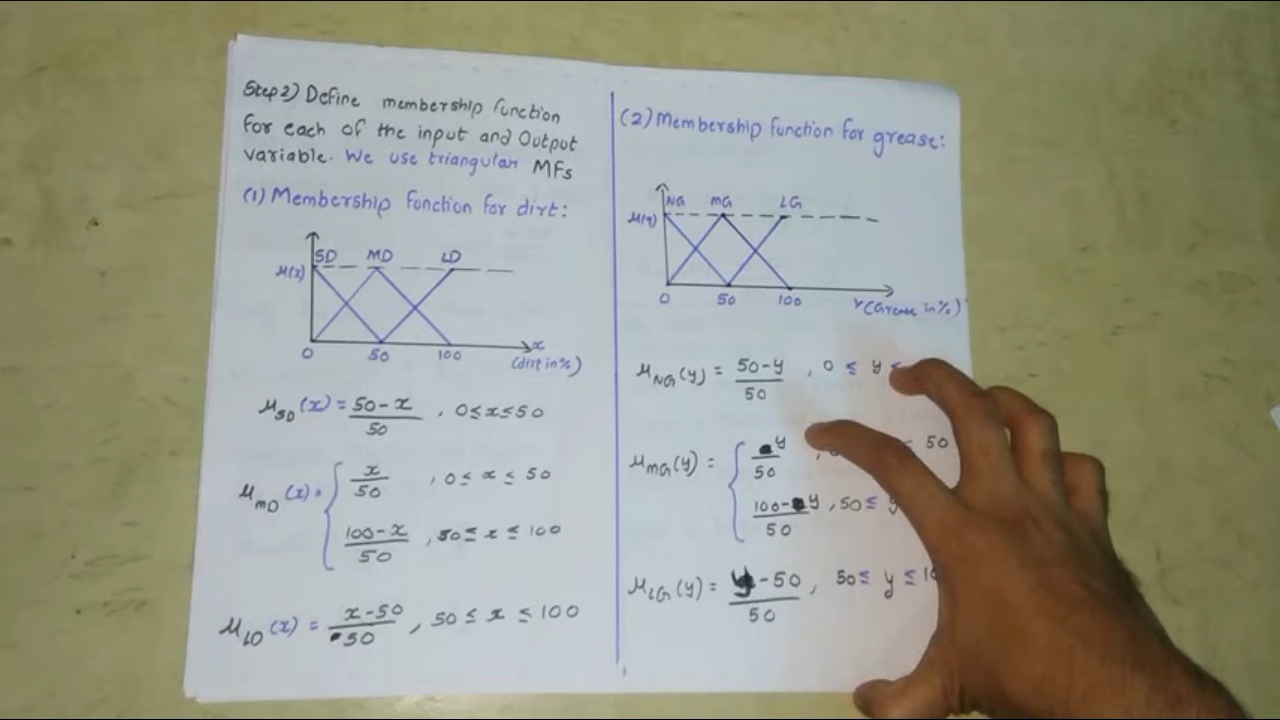 Step 2) Define membership function
for each of the input and Output
variable. We use triangular MFs
(1) Membership function for dirt:
SD MD LD
μ(x)
0 50 100
x
(dirt in %)
μSD(x) = 50-x / 50 , 0≤x≤50
μmD(x) = { x / 50 , 0≤ x ≤ 50
100-x / 50 , 50≤ x ≤ 100
μLD(x) = x-50 / 50 , 50 ≤ x ≤ 100
(2) Membership function for grease:
NG MG LG
μ(y)
0 50 100
Y (Grease in %)
μNG(y) = 50-y / 50 , 0 ≤ y ≤
μmG(y) = { y / 50 , 50
100-y / 50 , 50≤ y
μLG(y) = y-50 / 50 , 50≤ y ≤